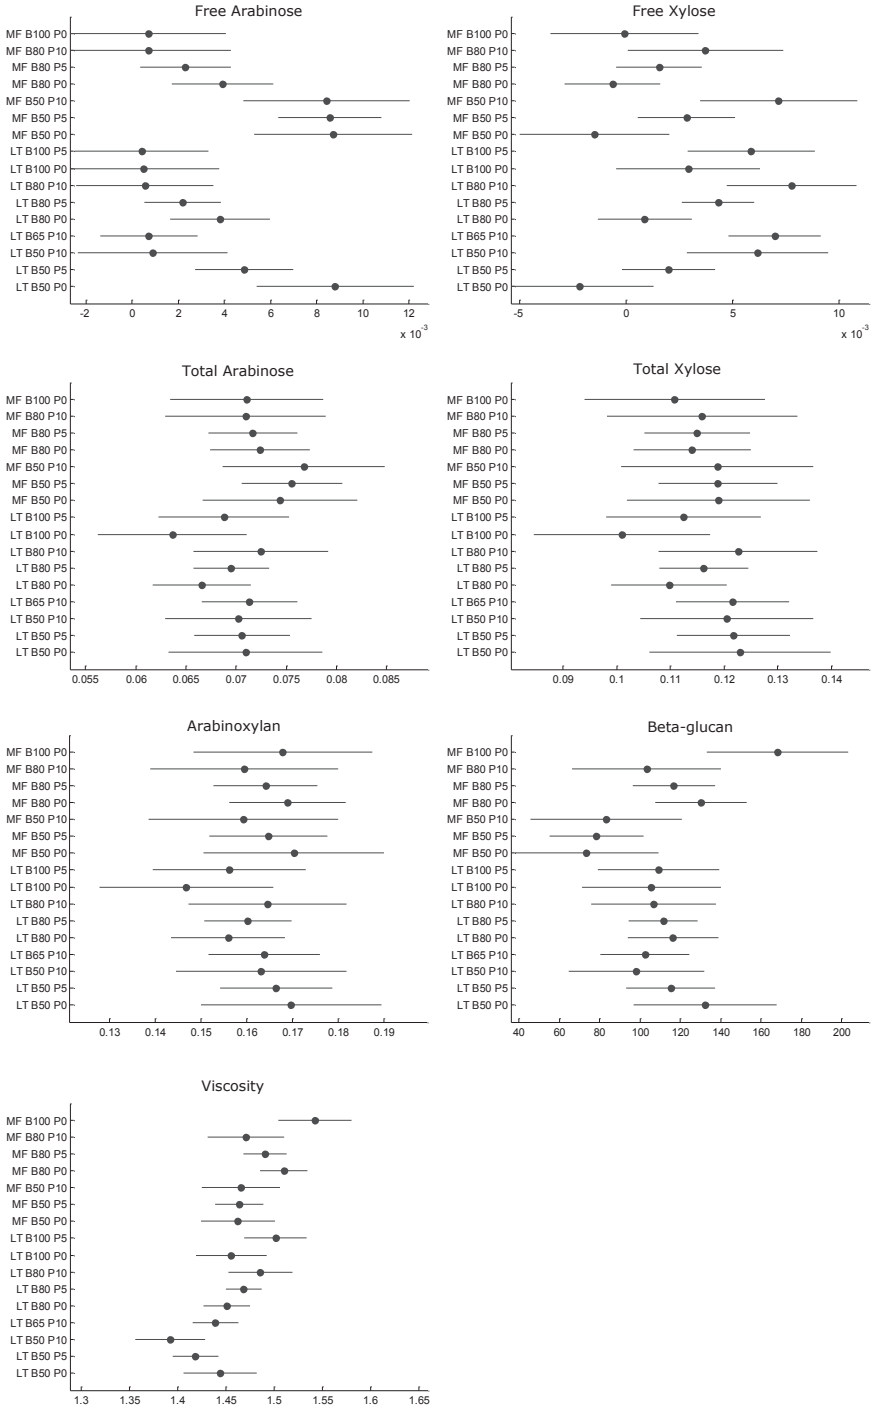 Free Arabinose
MF B100 P0
MF B80 P10
MF B80 P5
MF B80 P0
MF B50 P10
MF B50 P5
MF B50 P0
LT B100 P5
LT B100 P0
LT B80 P10
LT B80 P5
LT B80 P0
LT B65 P10
LT B50 P10
LT B50 P5
LT B50 P0
-2 0 2 4 6 8 10 12
x 10-3
Free Xylose
MF B100 P0
MF B80 P10
MF B80 P5
MF B80 P0
MF B50 P10
MF B50 P5
MF B50 P0
LT B100 P5
LT B100 P0
LT B80 P10
LT B80 P5
LT B80 P0
LT B65 P10
LT B50 P10
LT B50 P5
LT B50 P0
-5 0 5 10
x 10-3
Total Arabinose
MF B100 P0
MF B80 P10
MF B80 P5
MF B80 P0
MF B50 P10
MF B50 P5
MF B50 P0
LT B100 P5
LT B100 P0
LT B80 P10
LT B80 P5
LT B80 P0
LT B65 P10
LT B50 P10
LT B50 P5
LT B50 P0
0.055 0.06 0.065 0.07 0.075 0.08 0.085
Total Xylose
MF B100 P0
MF B80 P10
MF B80 P5
MF B80 P0
MF B50 P10
MF B50 P5
MF B50 P0
LT B100 P5
LT B100 P0
LT B80 P10
LT B80 P5
LT B80 P0
LT B65 P10
LT B50 P10
LT B50 P5
LT B50 P0
0.09 0.1 0.11 0.12 0.13 0.14
Arabinoxylan
MF B100 P0
MF B80 P10
MF B80 P5
MF B80 P0
MF B50 P10
MF B50 P5
MF B50 P0
LT B100 P5
LT B100 P0
LT B80 P10
LT B80 P5
LT B80 P0
LT B65 P10
LT B50 P10
LT B50 P5
LT B50 P0
0.13 0.14 0.15 0.16 0.17 0.18 0.19
Beta-glucan
MF B100 P0
MF B80 P10
MF B80 P5
MF B80 P0
MF B50 P10
MF B50 P5
MF B50 P0
LT B100 P5
LT B100 P0
LT B80 P10
LT B80 P5
LT B80 P0
LT B65 P10
LT B50 P10
LT B50 P5
LT B50 P0
40 60 80 100 120 140 160 180 200
Viscosity
MF B100 P0
MF B80 P10
MF B80 P5
MF B80 P0
MF B50 P10
MF B50 P5
MF B50 P0
LT B100 P5
LT B100 P0
LT B80 P10
LT B80 P5
LT B80 P0
LT B65 P10
LT B50 P10
LT B50 P5
LT B50 P0
1.3 1.35 1.4 1.45 1.5 1.55 1.6 1.65